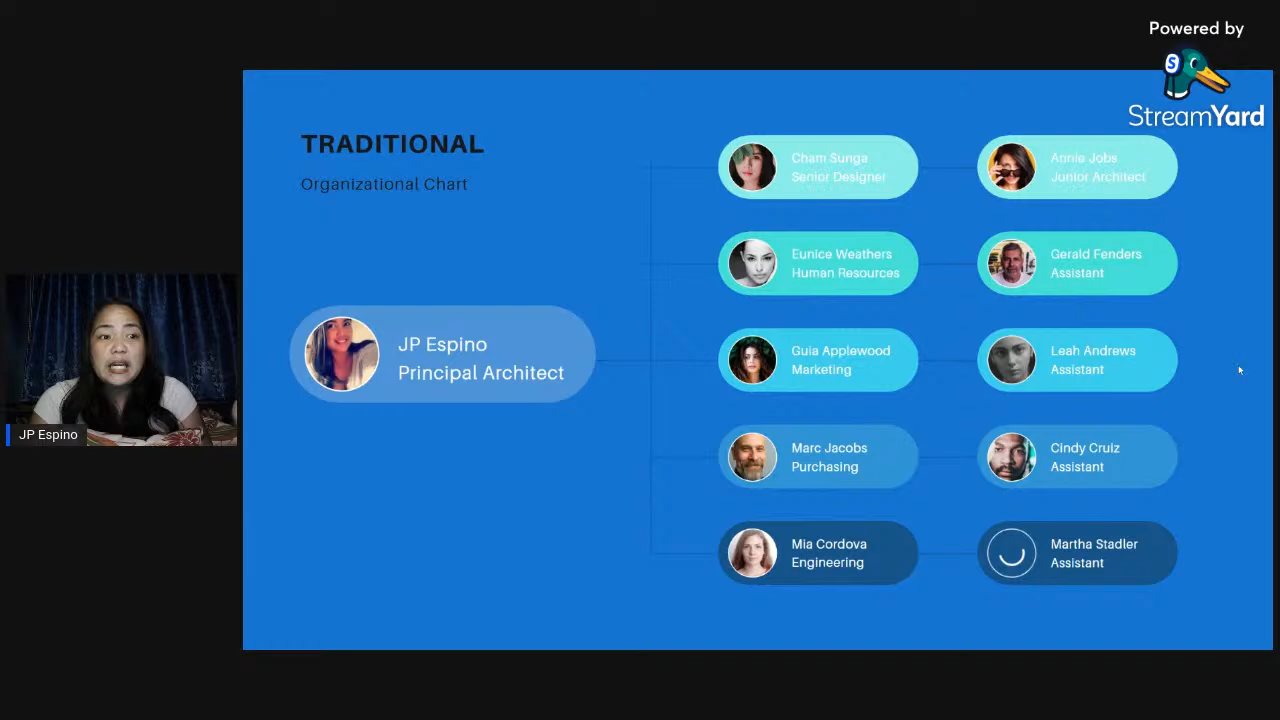 Powered by
StreamYard
TRADITIONAL
Organizational Chart
JP Espino
Principal Architect
Cham Sunga
Senior Designer
Annie Jobs
Junior Architect
Eunice Weathers
Human Resources
Gerald Fenders
Assistant
Guia Applewood
Marketing
Leah Andrews
Assistant
Marc Jacobs
Purchasing
Cindy Cruiz
Assistant
Mia Cordova
Engineering
Martha Stadler
Assistant
JP Espino